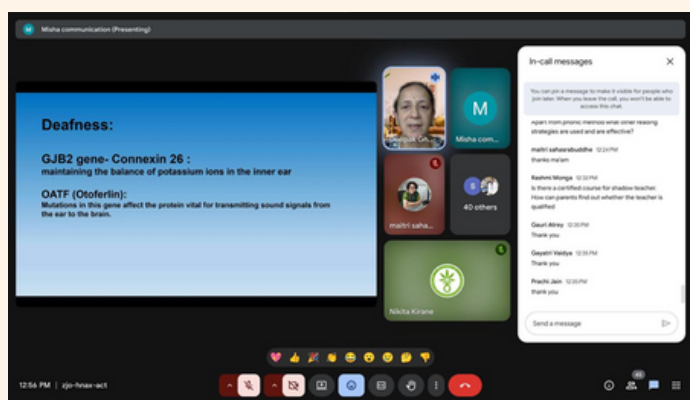 Misha communication (Presenting)
Deafness:
GJB2 gene- Connexin 26 :
maintaining the balance of potassium ions in the inner ear
OATF (Otoferlin):
Mutations in this gene affect the protein vital for transmitting sound signals from
the ear to the brain.
M
Misha com...
maitri saha...
S
40 others
Nikita Kirane
In-call messages
You can pin a message to make it visible for people who
join later. When you leave the call, you won't be able to
access this chat.
Apart from phonic method what other reading
strategies are used and are effective?
maitri sahasrabuddhe 12:24 PM
thanks ma'am
Rashmi Monga 12:32 PM
Is there a certified course for shadow teacher.
How can parents find out whether the teacher is
qualified
Gauri Atrey 12:35 PM
Thank you
Gayatri Vaidya 12:35 PM
Thank you
Prachi Jain 12:35 PM
thank you
Send a message
12:56 PM | zjo-hnax-act